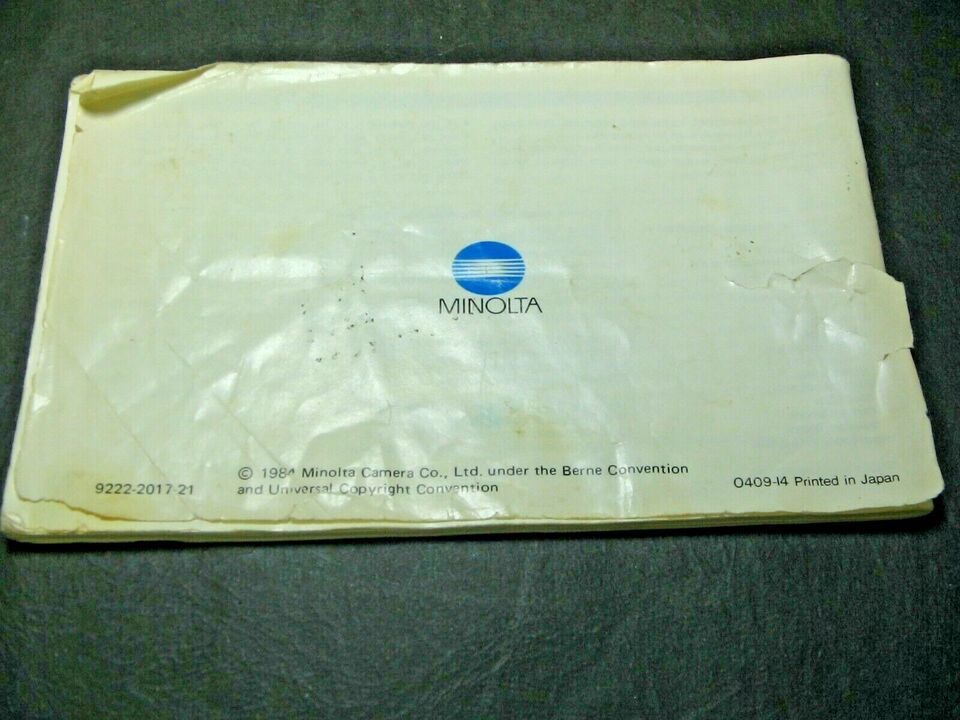 MINOLTA
© 1984 Minolta Camera Co., Ltd. under the Berne Convention
and Universal Copyright Convention
9222-2017-21
0409-14 Printed in Japan